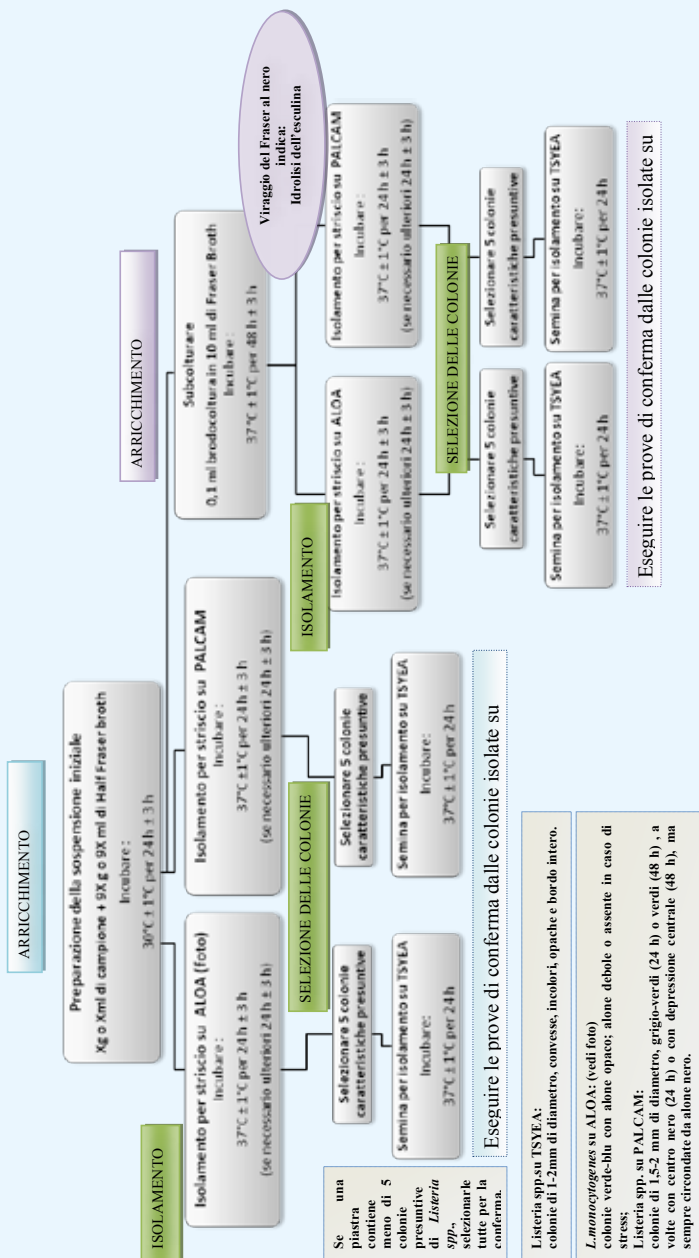 ARRICCHIMENTO
Preparazione della sospensione iniziale
Xg o Xml di campione + 9X g o 9X ml di Half Fraser broth
Incubare :
30°C ± 1°C per 24h ± 3 h
ISOLAMENTO
Isolamento per striscio su ALOA (foto)
Incubare :
37°C ± 1°C per 24 h ± 3 h
(se necessario ulteriori 24 h ± 3 h)
Isolamento per striscio su PALCAM
Incubare :
37°C ±1°C per 24 h ± 3 h
(se necessario ulteriori 24 h ± 3 h)
SELEZIONE DELLE COLONIE
Selezionare 5 colonie
caratteristiche presuntive
Selezionare 5 colonie
caratteristiche presuntive
Semina per isolamento su TSYEA
Incubare:
37°C ± 1°C per 24h
Semina per isolamento su TSYEA
Incubare:
37°C ± 1°C per 24h
Se una
piastra
contiene
meno di 5
colonie
presuntive
di Listeria
spp.,
selezionarle
tutte per la
conferma.
Eseguire le prove di conferma dalle colonie isolate su
ARRICCHIMENTO
Subcolturare
0,1 ml brodocoltura in 10 ml di Fraser Broth
Incubare :
37°C ± 1°C per 48 h ± 3 h
Viraggio del Fraser al nero
indica:
Idrolisi dell'esculina
ISOLAMENTO
Isolamento per striscio su ALOA
Incubare :
37°C ± 1°C per 24 h ± 3 h
(se necessario ulteriori 24 h ± 3 h)
Isolamento per striscio su PALCAM
Incubare :
37°C ± 1°C per 24 h ± 3 h
(se necessario ulteriori 24 h ± 3 h)
SELEZIONE DELLE COLONIE
Selezionare 5 colonie
caratteristiche presuntive
Selezionare 5 colonie
caratteristiche presuntive
Semina per isolamento su TSYEA
Incubare:
37°C ± 1°C per 24h
Semina per isolamento su TSYEA
Incubare:
37°C ± 1°C per 24h
Eseguire le prove di conferma dalle colonie isolate su
Listeria spp.su TSYEA:
colonie di 1-2mm di diametro, convesse, incolori, opache e bordo intero.
L.monocytogenes su ALOA: (vedi foto)
colonie verde-blu con alone opaco; alone debole o assente in caso di
stress;
Listeria spp. su PALCAM:
colonie di 1,5-2 mm di diametro, grigio-verdi (24 h) o verdi (48 h) , a
volte con centro nero (24 h) o con depressione centrale (48 h), ma
sempre circondate da alone nero.